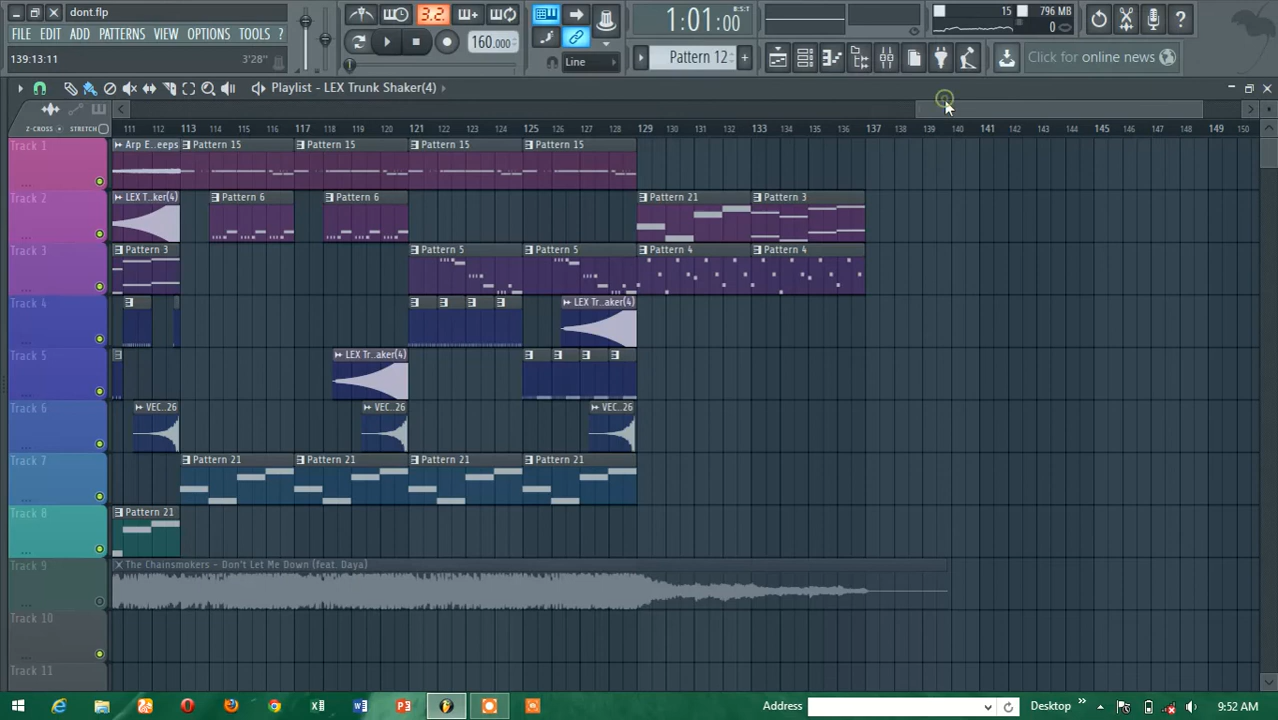 dont.flp
FILE EDIT ADD PATTERNS VIEW OPTIONS TOOLS ?
139:13:11 3'28"
3.2.
160.000
1:01:00
Line
Pattern 12
15 796 MB
0
Click for online news
Playlist - LEX Trunk Shaker(4)
Z-CROSS STRETCH
111 112 113 114 115 116 117 118 119 120 121 122 123 124 125 126 127 128 129 130 131 132 133 134 135 136 137 138 139 140 141 142 143 144 145 146 147 148 149 150
Track 1 Arp E..eeps Pattern 15 Pattern 15 Pattern 15 Pattern 15
Track 2 LEX T..ker(4) Pattern 6 Pattern 6 Pattern 21 Pattern 3
Track 3 Pattern 3 Pattern 5 Pattern 5 Pattern 4 Pattern 4
Track 4 LEX Tr..aker(4)
Track 5 LEX Tr..aker(4)
Track 6 VEC..26 VEC..26 VEC..26
Track 7 Pattern 21 Pattern 21 Pattern 21 Pattern 21
Track 8 Pattern 21
Track 9 The Chainsmokers - Don't Let Me Down (feat. Daya)
Track 10
Track 11
Address Desktop 9:52 AM